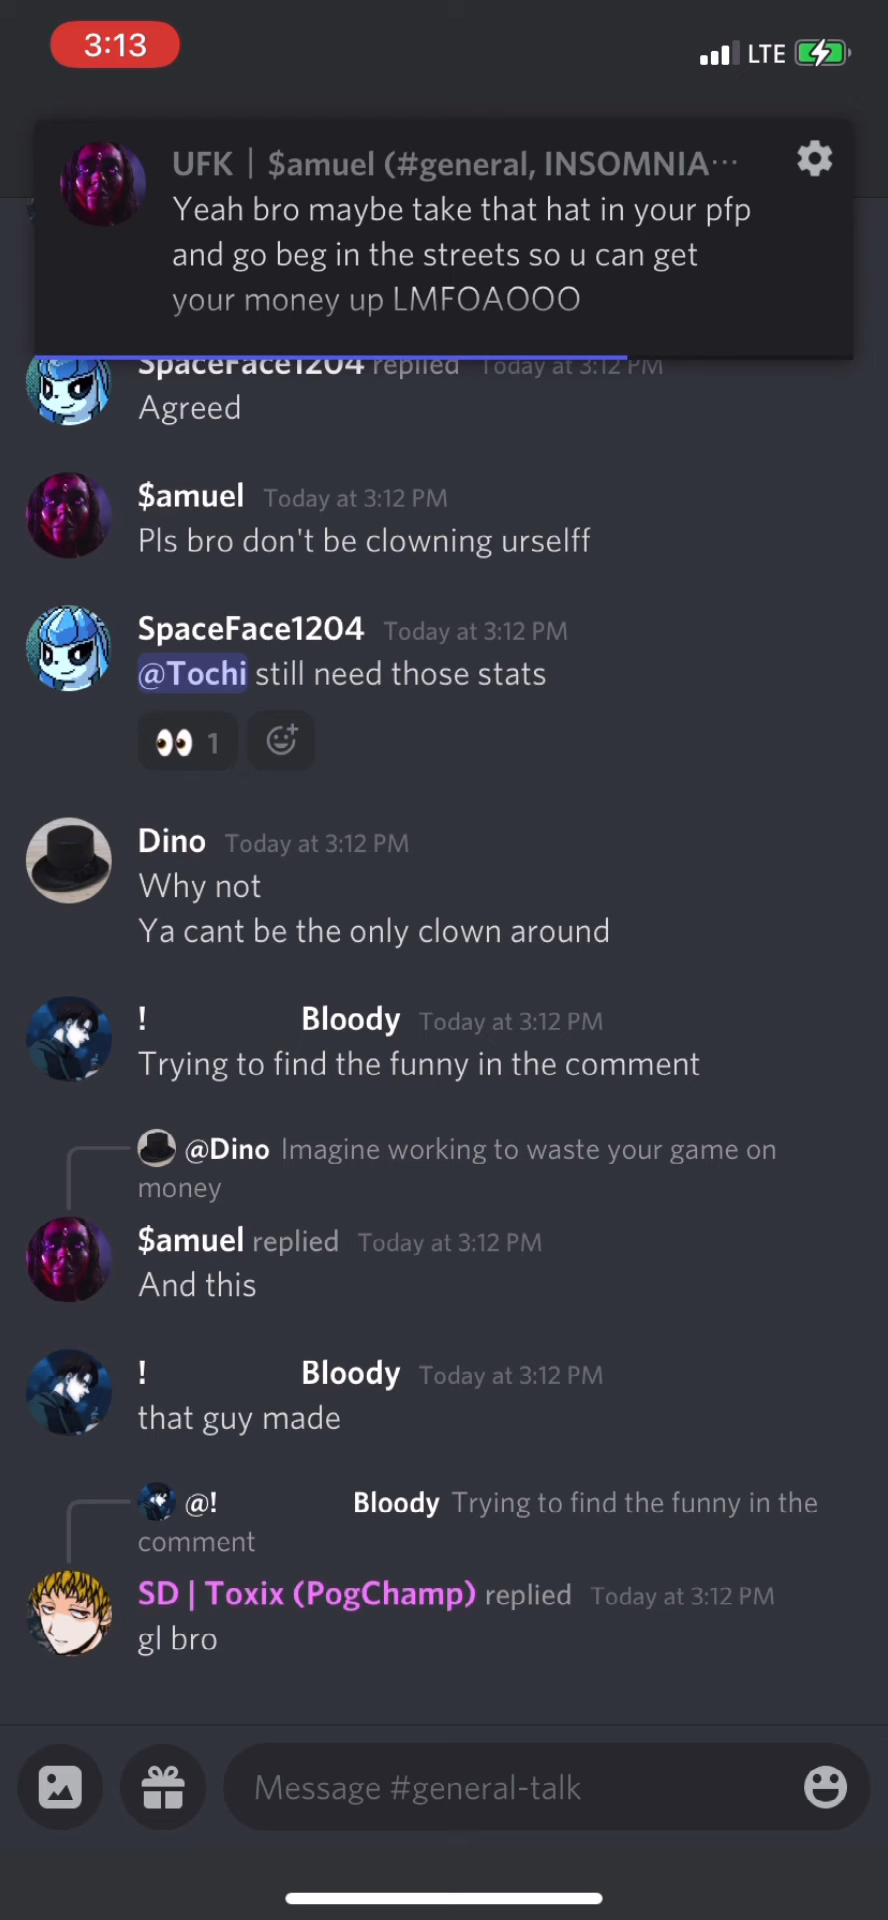 3:13
LTE
UFK | $amuel (#general, INSOMNIA...
Yeah bro maybe take that hat in your pfp
and go beg in the streets so u can get
your money up LMFOAOOO
SpaceFace1204 replied Today at 3:12 PM
Agreed
$amuel Today at 3:12 PM
Pls bro don't be clowning urselff
SpaceFace1204 Today at 3:12 PM
@Tochi still need those stats
👀 1
Dino Today at 3:12 PM
Why not
Ya cant be the only clown around
! Bloody Today at 3:12 PM
Trying to find the funny in the comment
@Dino Imagine working to waste your game on
money
$amuel replied Today at 3:12 PM
And this
! Bloody Today at 3:12 PM
that guy made
@! Bloody Trying to find the funny in the
comment
SD | Toxix (PogChamp) replied Today at 3:12 PM
gl bro
Message #general-talk